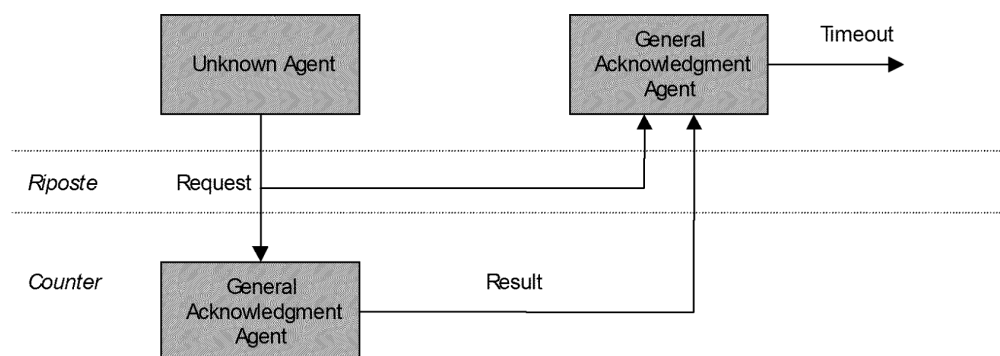 Unknown Agent
General
Acknowledgment
Agent
Timeout
Riposte
Request
Counter
General
Acknowledgment
Agent
Result